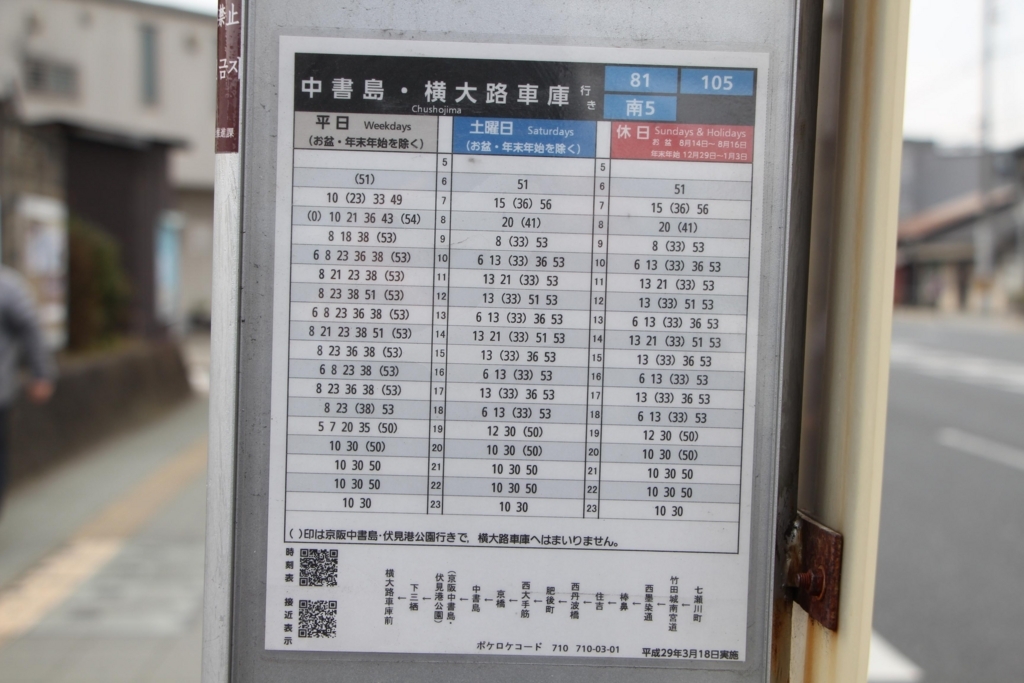 禁止
금지
中書島・横大路車庫 行き
Chushojima
81 105
南5
平日 Weekdays
(お盆・年末年始を除く)
土曜日 Saturdays
(お盆・年末年始を除く)
休日 Sundays & Holidays
お盆 8月14日~8月16日
年末年始 12月29日~1月3日
5 5
(51) 6 51 6 51
10 (23) 33 49 7 15 (36) 56 7 15 (36) 56
(0) 10 21 36 43 (54) 8 20 (41) 8 20 (41)
8 18 38 (53) 9 8 (33) 53 9 8 (33) 53
6 8 23 36 38 (53) 10 6 13 (33) 36 53 10 6 13 (33) 36 53
8 21 23 38 (53) 11 13 21 (33) 53 11 13 21 (33) 53
8 23 38 51 (53) 12 13 (33) 51 53 12 13 (33) 51 53
6 8 23 36 38 (53) 13 6 13 (33) 36 53 13 6 13 (33) 36 53
8 21 23 38 51 (53) 14 13 21 (33) 51 53 14 13 21 (33) 51 53
8 23 36 38 (53) 15 13 (33) 36 53 15 13 (33) 36 53
6 8 23 38 (53) 16 6 13 (33) 53 16 6 13 (33) 53
8 23 36 38 (53) 17 13 (33) 36 53 17 13 (33) 36 53
8 23 (38) 53 18 6 13 (33) 53 18 6 13 (33) 53
5 7 20 35 (50) 19 12 30 (50) 19 12 30 (50)
10 30 (50) 20 10 30 (50) 20 10 30 (50)
10 30 50 21 10 30 50 21 10 30 50
10 30 50 22 10 30 50 22 10 30 50
10 30 23 10 30 23 10 30
( )印は京阪中書島・伏見港公園行きで、横大路車庫へはまいりません。
時刻表
接近表示
七瀬川町
竹田城南宮道
西墨染通
棒鼻
住吉
西丹波橋
肥後町
西大手筋
京橋
中書島
(京阪中書島・
伏見港公園)
下三栖
横大路車庫前
ポケロケコード 710 710-03-01
平成29年3月18日実施